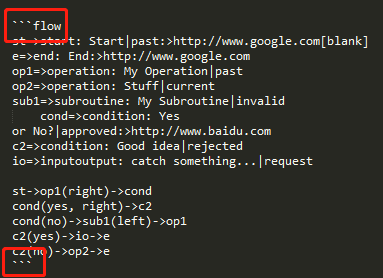 ```flow
st=>start: Start|past:>http://www.google.com[blank]
e=>end: End:>http://www.google.com
op1=>operation: My Operation|past
op2=>operation: Stuff|current
sub1=>subroutine: My Subroutine|invalid
cond=>condition: Yes
or No?|approved:>http://www.baidu.com
c2=>condition: Good idea|rejected
io=>inputoutput: catch something...|request
st->op1(right)->cond
cond(yes, right)->c2
cond(no)->sub1(left)->op1
c2(yes)->io->e
c2(no)->op2->e
```